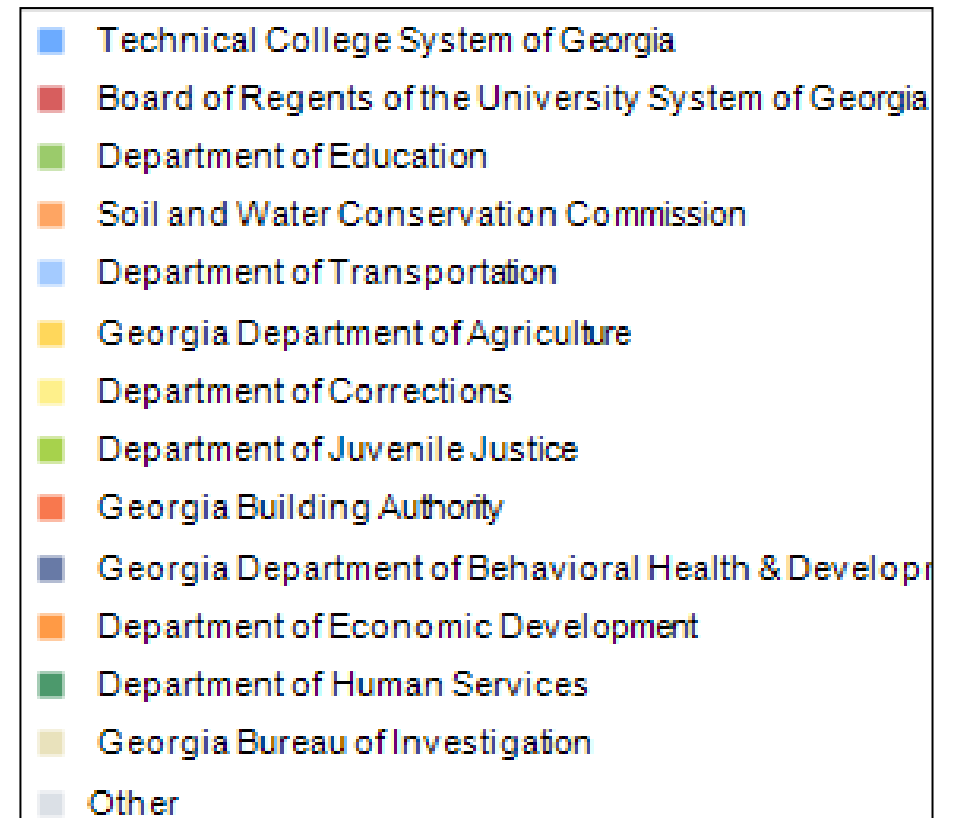 Technical College System of Georgia
Board of Regents of the University System of Georgia
Department of Education
Soil and Water Conservation Commission
Department of Transportation
Georgia Department of Agriculture
Department of Corrections
Department of Juvenile Justice
Georgia Building Authority
Georgia Department of Behavioral Health & Develop
Department of Economic Development
Department of Human Services
Georgia Bureau of Investigation
Other